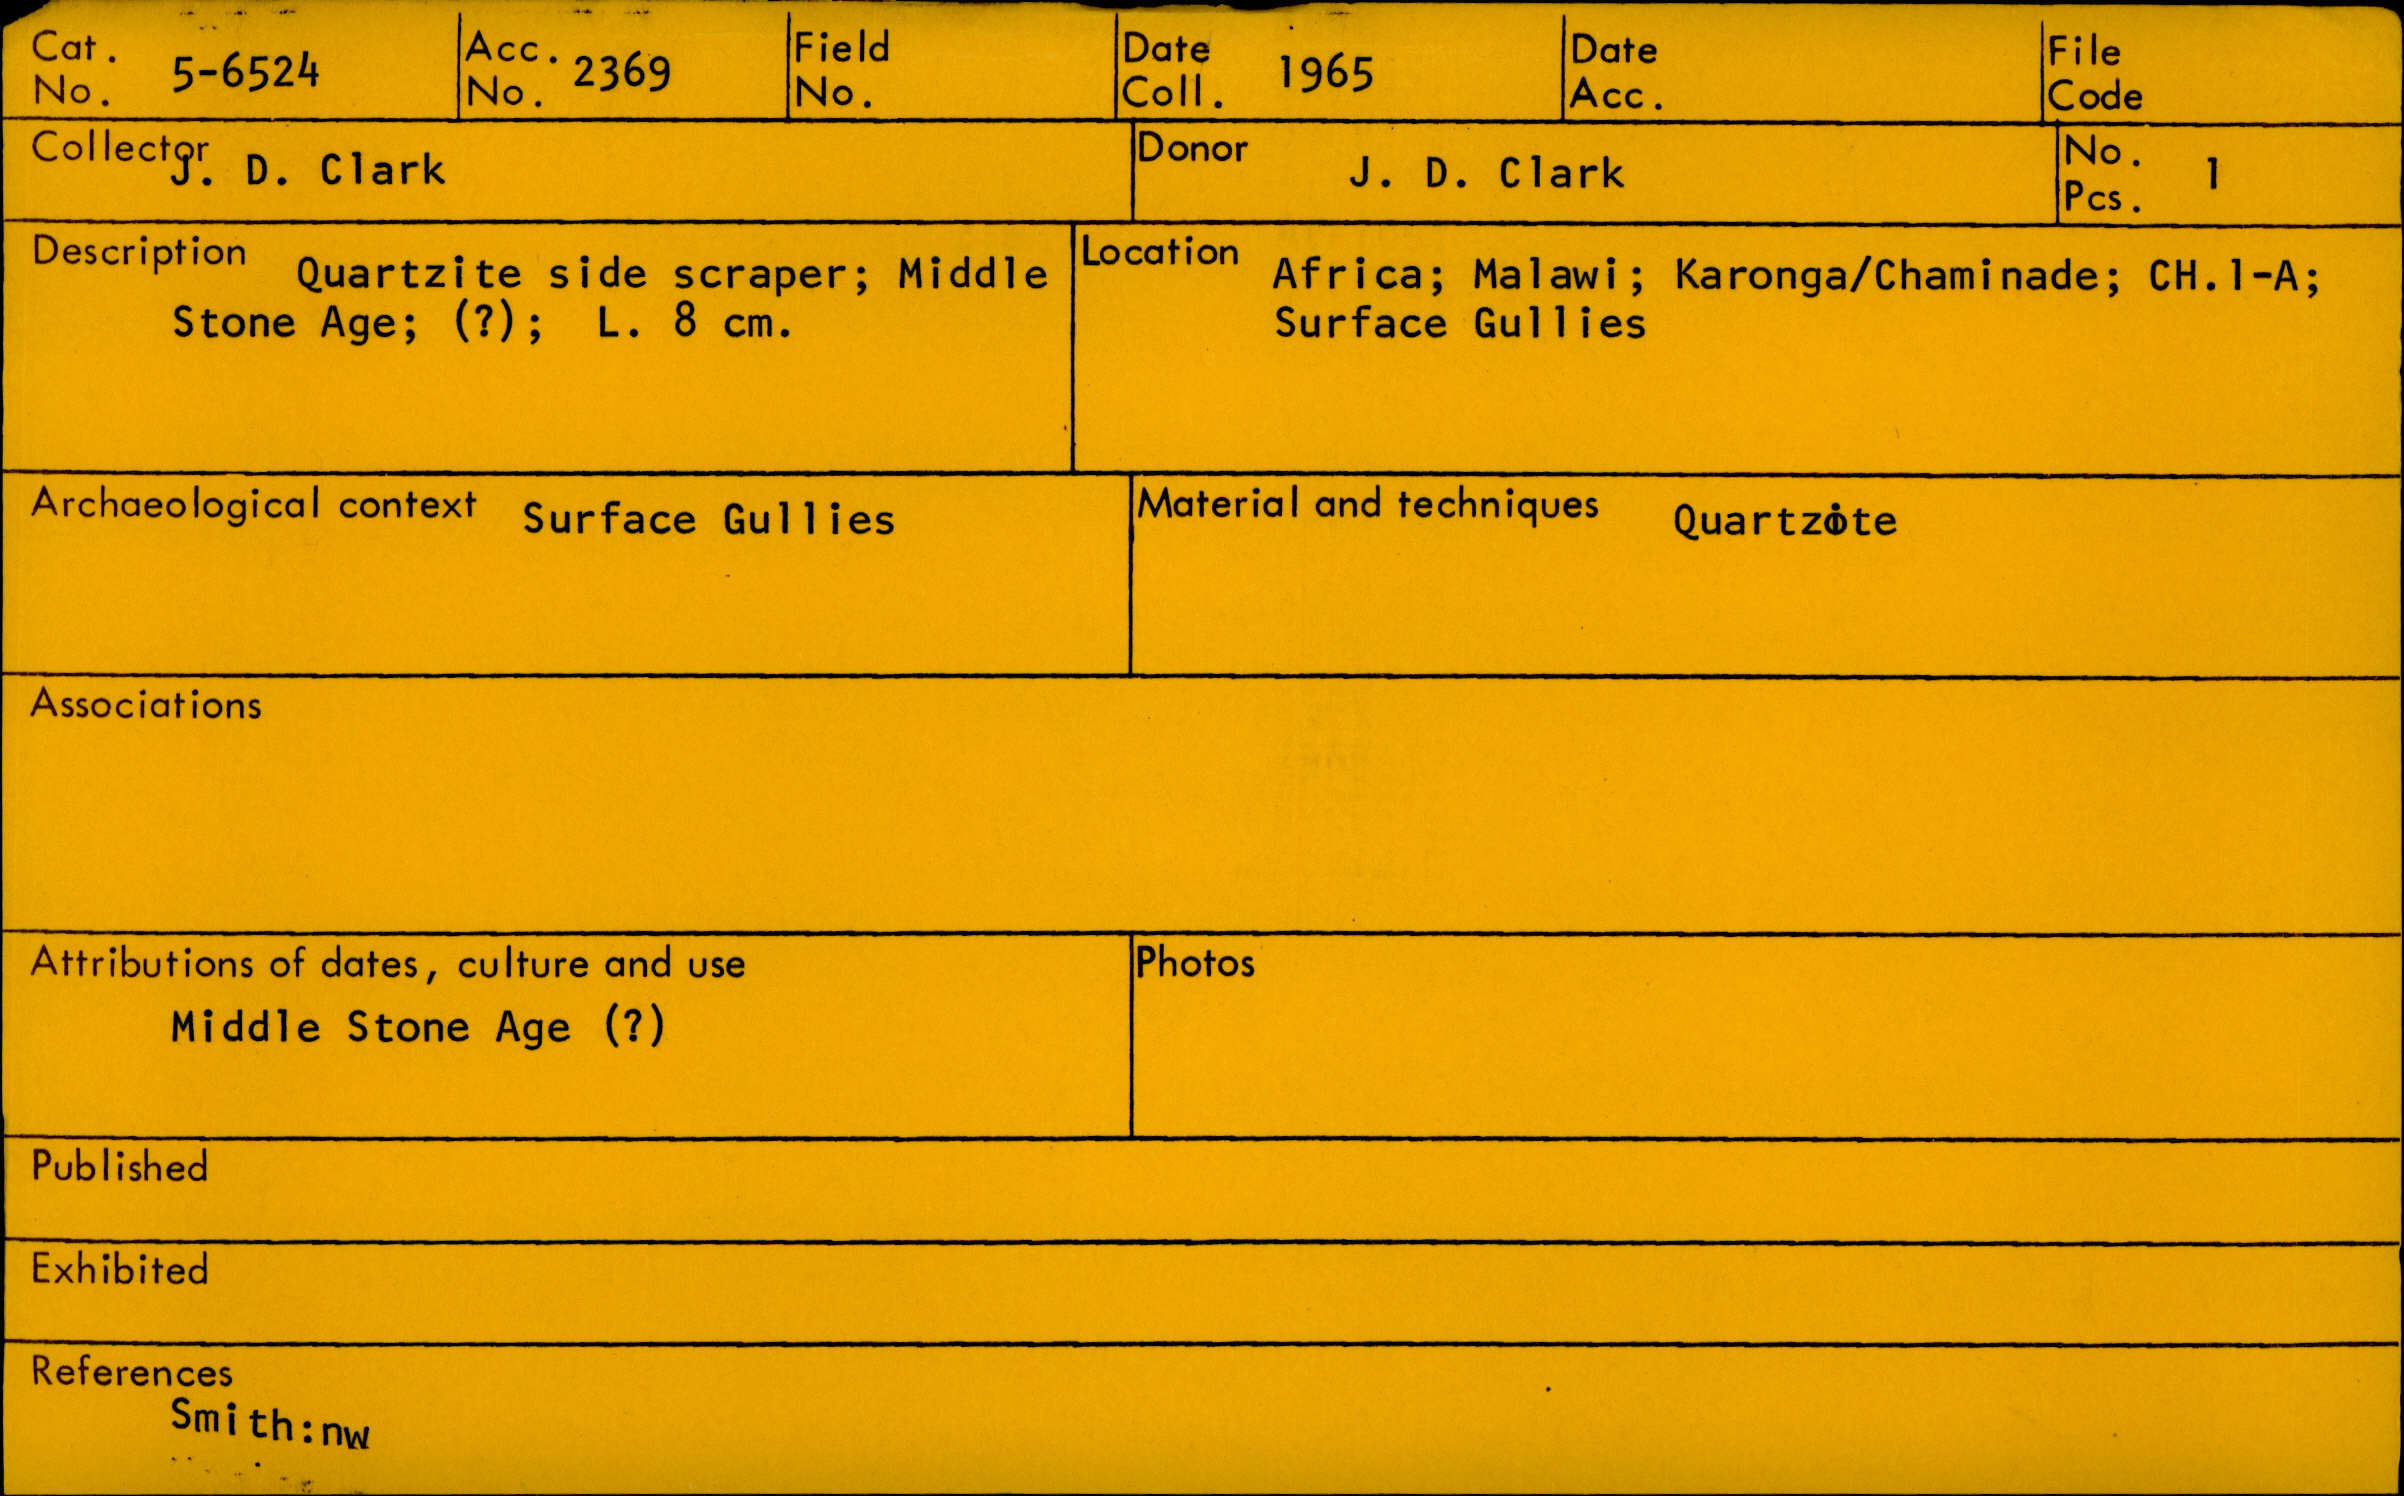 Cat. No. 5-6524
Acc. No. 2369
Field No.
Date Coll. 1965
Date Acc.
File Code
Collector J. D. Clark
Donor J. D. Clark
No. Pcs. 1
Description Quartzite side scraper; Middle
Stone Age; (?); L. 8 cm.
Location Africa; Malawi; Karonga/Chaminade; CH.1-A;
Surface Gullies
Archaeological context Surface Gullies
Material and techniques Quartzite
Associations
Attributions of dates, culture and use
Middle Stone Age (?)
Photos
Published
Exhibited
References
Smith:nw